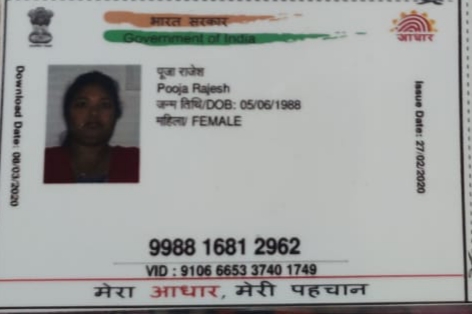 भारत सरकार
Government of India
आधार
पूजा राजेश
Pooja Rajesh
जन्म तिथि/DOB: 05/06/1988
महिला/ FEMALE
Download Date: 08/03/2020
Issue Date: 27/02/2020
9988 1681 2962
VID : 9106 6653 3740 1749
मेरा आधार, मेरी पहचान